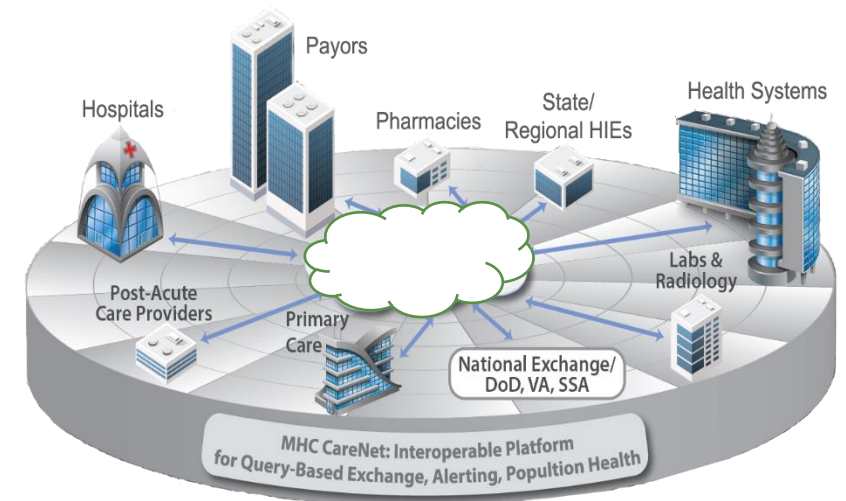 Payors
Hospitals
Pharmacies
State/
Regional HIEs
Health Systems
Labs &
Radiology
Post-Acute
Care Providers
Primary
Care
National Exchange/
DoD, VA, SSA
MHC CareNet: Interoperable Platform
for Query-Based Exchange, Alerting, Popultion Health